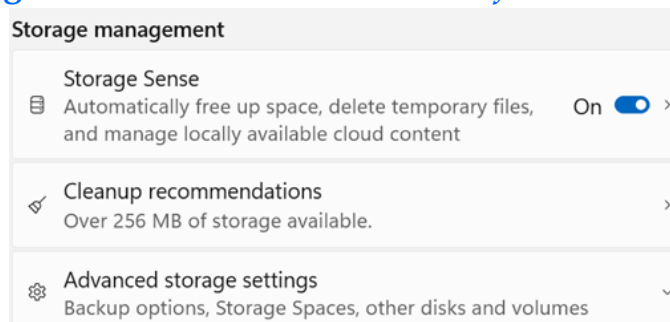 Storage management
Storage Sense
Automatically free up space, delete temporary files,
On
and manage locally available cloud content
Cleanup recommendations
Over 256 MB of storage available.
Advanced storage settings
Backup options, Storage Spaces, other disks and volumes